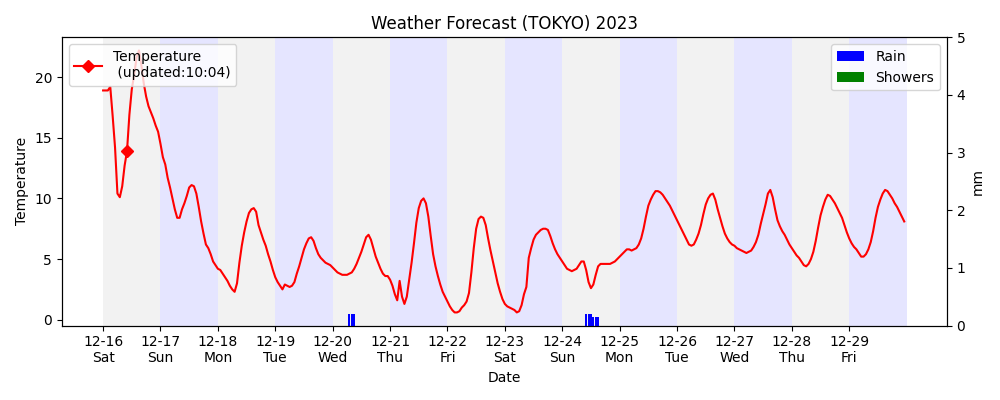 Weather Forecast (TOKYO) 2023
Temperature
(updated:10:04)
Rain
Showers
Temperature
20
15
10
5
0
5
4
3
2
1
0
mm
12-16 12-17 12-18 12-19 12-20 12-21 12-22 12-23 12-24 12-25 12-26 12-27 12-28 12-29
Sat Sun Mon Tue Wed Thu Fri Sat Sun Mon Tue Wed Thu Fri
Date